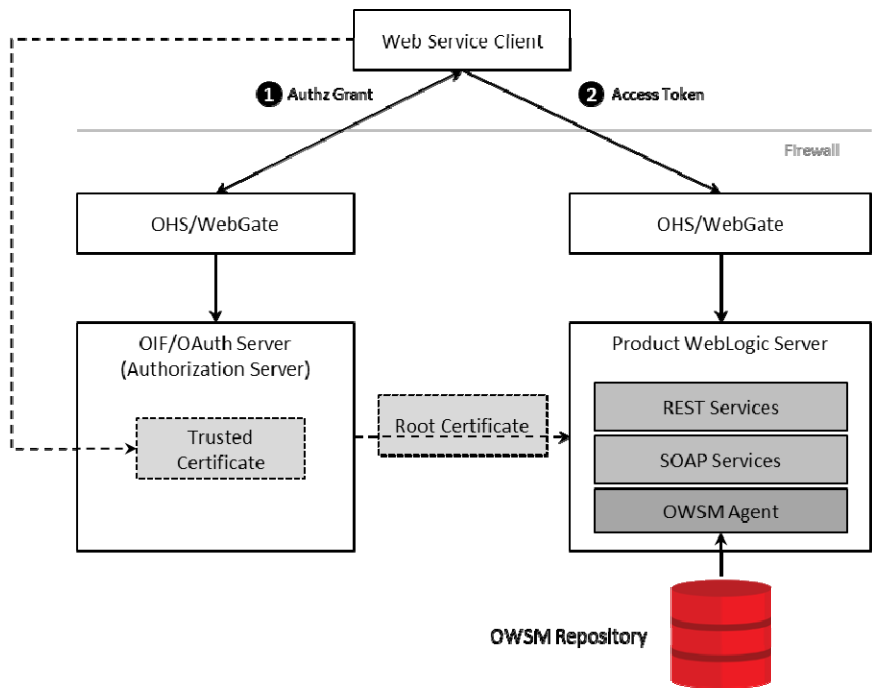 Web Service Client
1 Authz Grant
2 Access Token
Firewall
OHS/WebGate
OHS/WebGate
OIF/OAuth Server
(Authorization Server)
Trusted
Certificate
Root Certificate
Product WebLogic Server
REST Services
SOAP Services
OWSM Agent
OWSM Repository